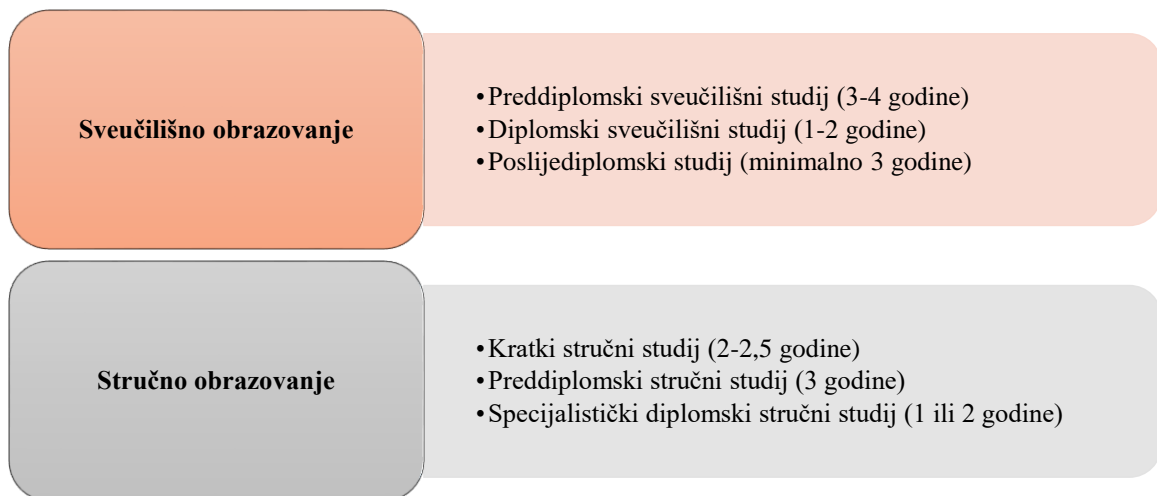 Sveučilišno obrazovanje
•Preddiplomski sveučilišni studij (3-4 godine)
•Diplomski sveučilišni studij (1-2 godine)
•Poslijediplomski studij (minimalno 3 godine)
Stručno obrazovanje
•Kratki stručni studij (2-2,5 godine)
•Preddiplomski stručni studij (3 godine)
•Specijalistički diplomski stručni studij (1 ili 2 godine)